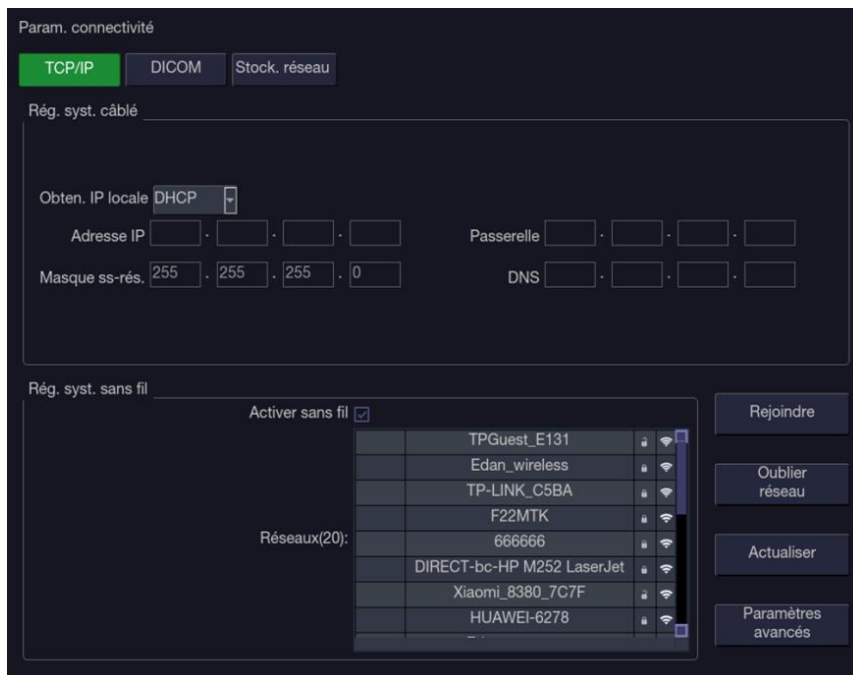 Param. connectivité
TCP/IP DICOM Stock. réseau
Rég. syst. câblé
Obten. IP locale DHCP
Adresse IP . . . Passerelle . . .
Masque ss-rés. 255 . 255 . 255 . 0 DNS . . .
Rég. syst. sans fil
Activer sans fil
Réseaux(20):
TPGuest_E131
Edan_wireless
TP-LINK_C5BA
F22MTK
666666
DIRECT-bc-HP M252 LaserJet
Xiaomi_8380_7C7F
HUAWEI-6278
Rejoindre
Oublier
réseau
Actualiser
Paramètres
avancés